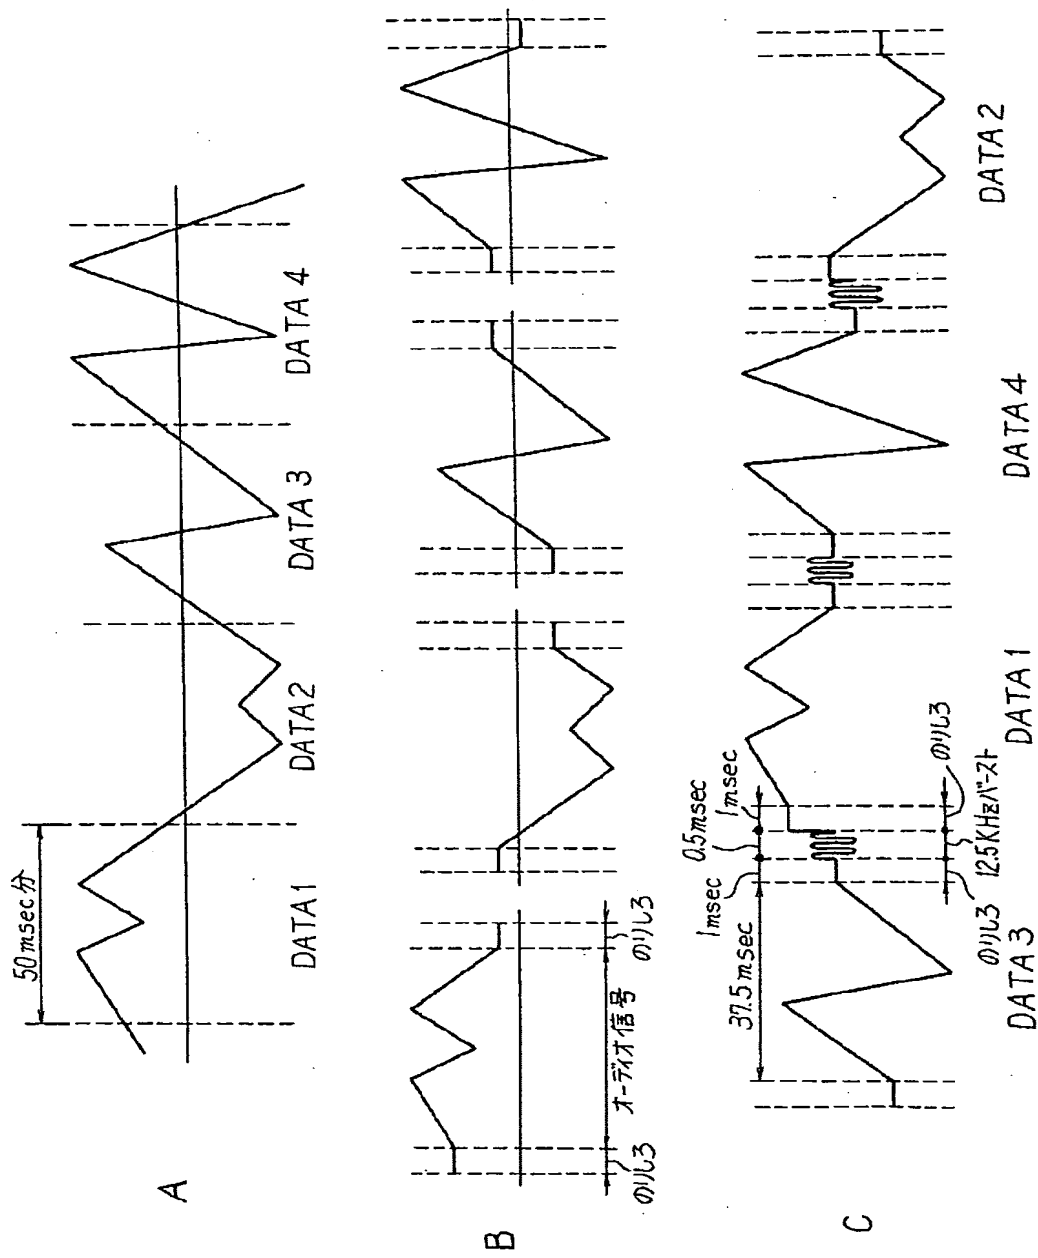 A
50msec分
DATA1
DATA2
DATA3
DATA4
B
のりしろ
オーディオ信号
のりしろ
C
37.5msec
1msec
0.5msec
1msec
のりしろ
12.5KHzバースト
のりしろ
DATA3
DATA1
DATA4
DATA2